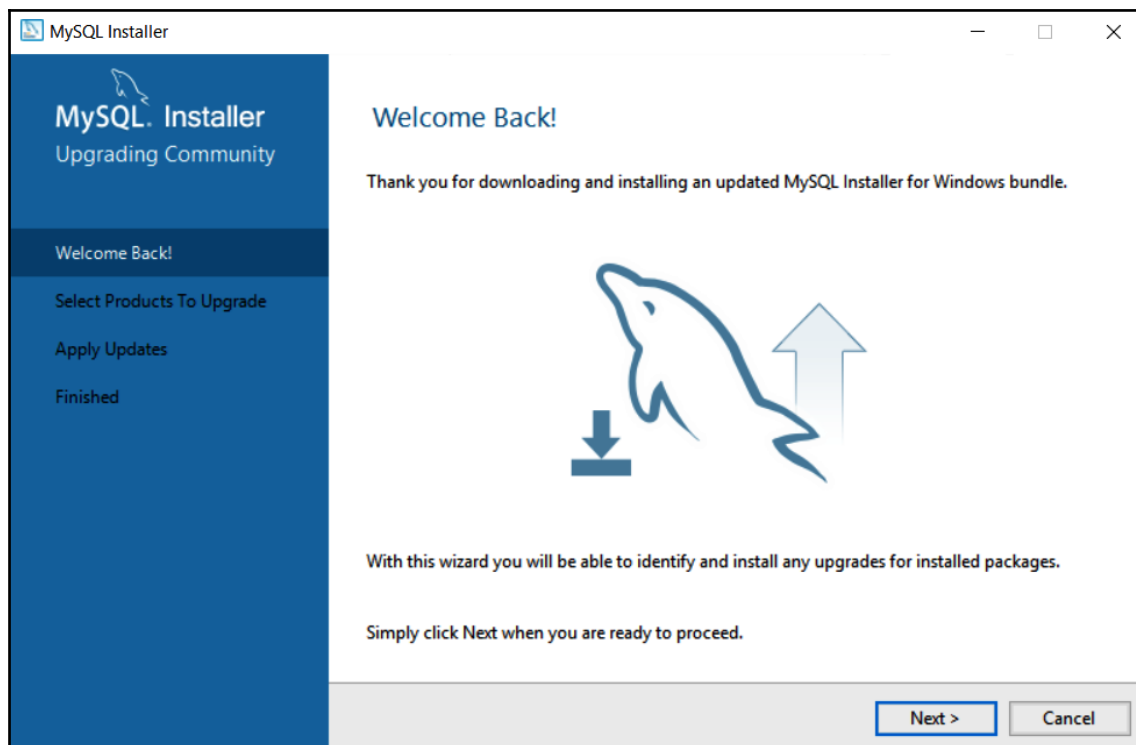 MySQL Installer
MySQL. Installer
Upgrading Community
Welcome Back!
Select Products To Upgrade
Apply Updates
Finished
Welcome Back!
Thank you for downloading and installing an updated MySQL Installer for Windows bundle.
With this wizard you will be able to identify and install any upgrades for installed packages.
Simply click Next when you are ready to proceed.
Next >
Cancel